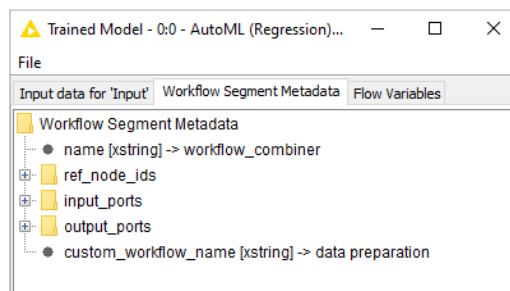 Trained Model - 0:0 - AutoML (Regression)...
File
Input data for 'Input' Workflow Segment Metadata Flow Variables
Workflow Segment Metadata
name [xstring] -> workflow_combiner
ref_node_ids
input_ports
output_ports
custom_workflow_name [xstring] -> data preparation